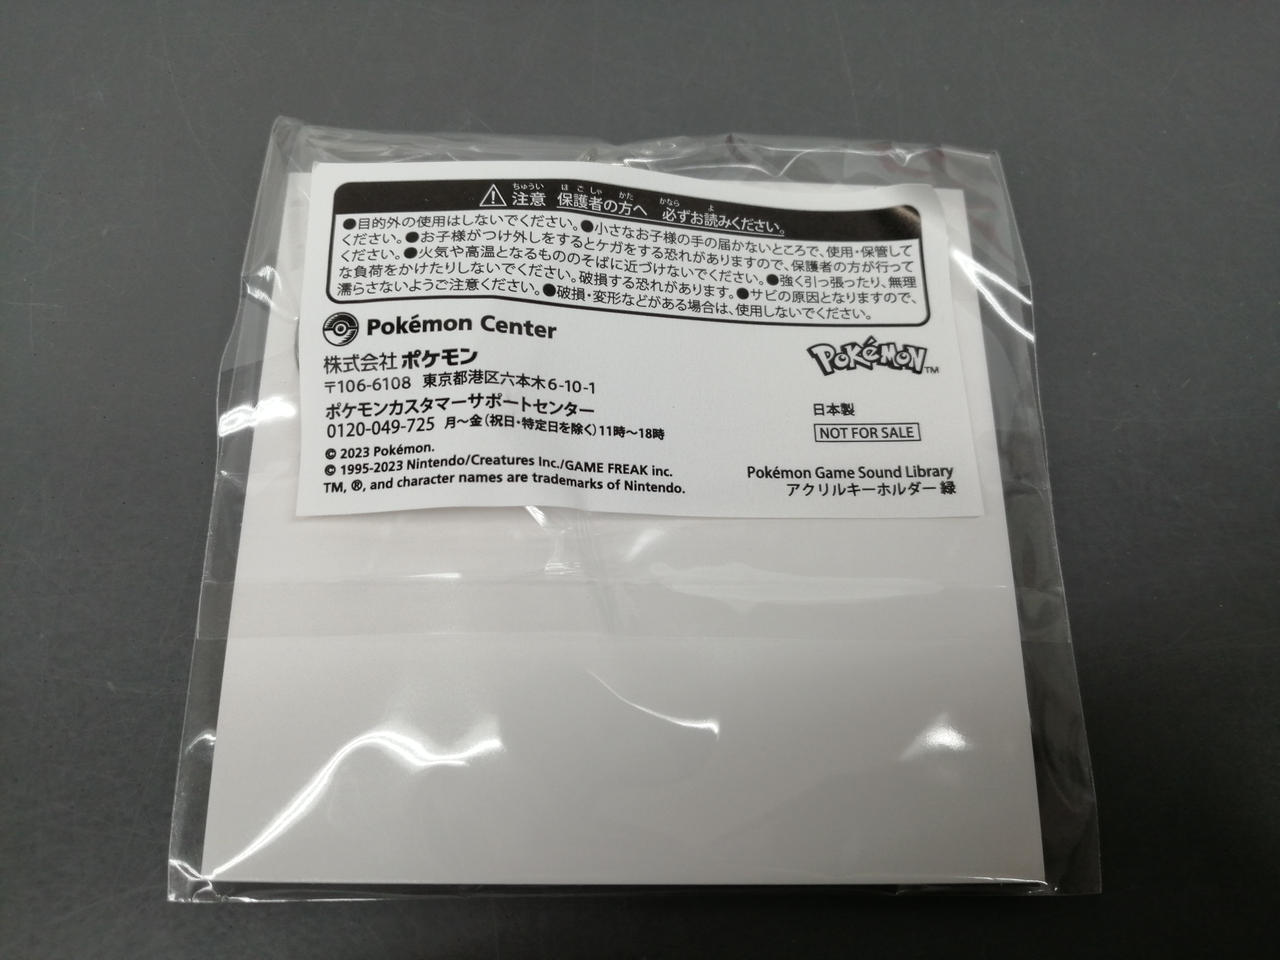 注意 保護者の方へ 必ずお読みください。
ちゅうい ほごしゃ かた かなら よ
●目的外の使用はしないでください。●小さなお子様の手の届かないところで、使用・保管して
ください。●お子様がつけ外しをするとケガをする恐れがありますので、保護者の方が行って
ください。●火気や高温となるもののそばに近づけないでください。●強く引っ張ったり、無理
な負荷をかけたりしないでください。破損する恐れがあります。●サビの原因となりますので、
濡らさないようご注意ください。●破損・変形などがある場合は、使用しないでください。
Pokémon Center
株式会社 ポケモン
〒106-6108 東京都港区六本木6-10-1
ポケモンカスタマーサポートセンター
0120-049-725 月～金(祝日・特定日を除く)11時～18時
© 2023 Pokémon.
© 1995-2023 Nintendo/Creatures Inc./GAME FREAK inc.
TM, ®, and character names are trademarks of Nintendo.
POKéMON TM
日本製
NOT FOR SALE
Pokémon Game Sound Library
アクリルキーホルダー 緑